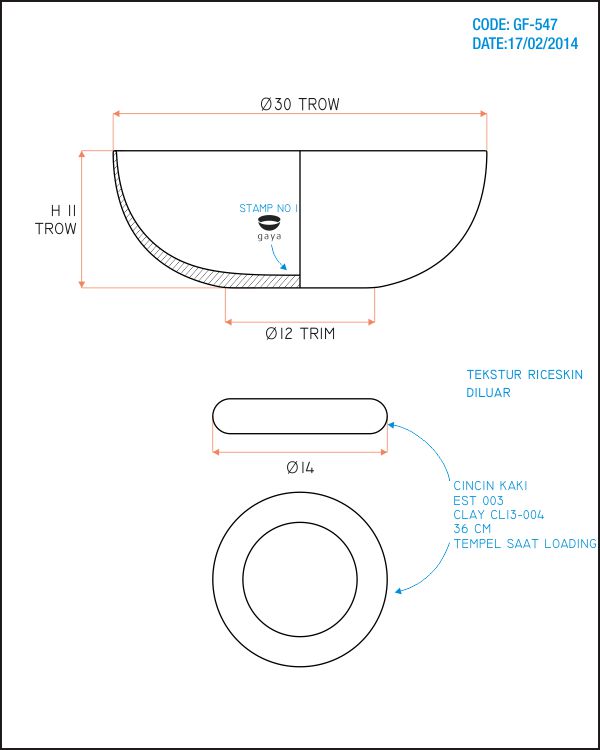 CODE: GF-547
DATE:17/02/2014
Ø30 TROW
H 11
TROW
STAMP NO 1
gaya
Ø12 TRIM
TEKSTUR RICESKIN
DILUAR
Ø14
CINCIN KAKI
EST 003
CLAY CL13-004
36 CM
TEMPEL SAAT LOADING